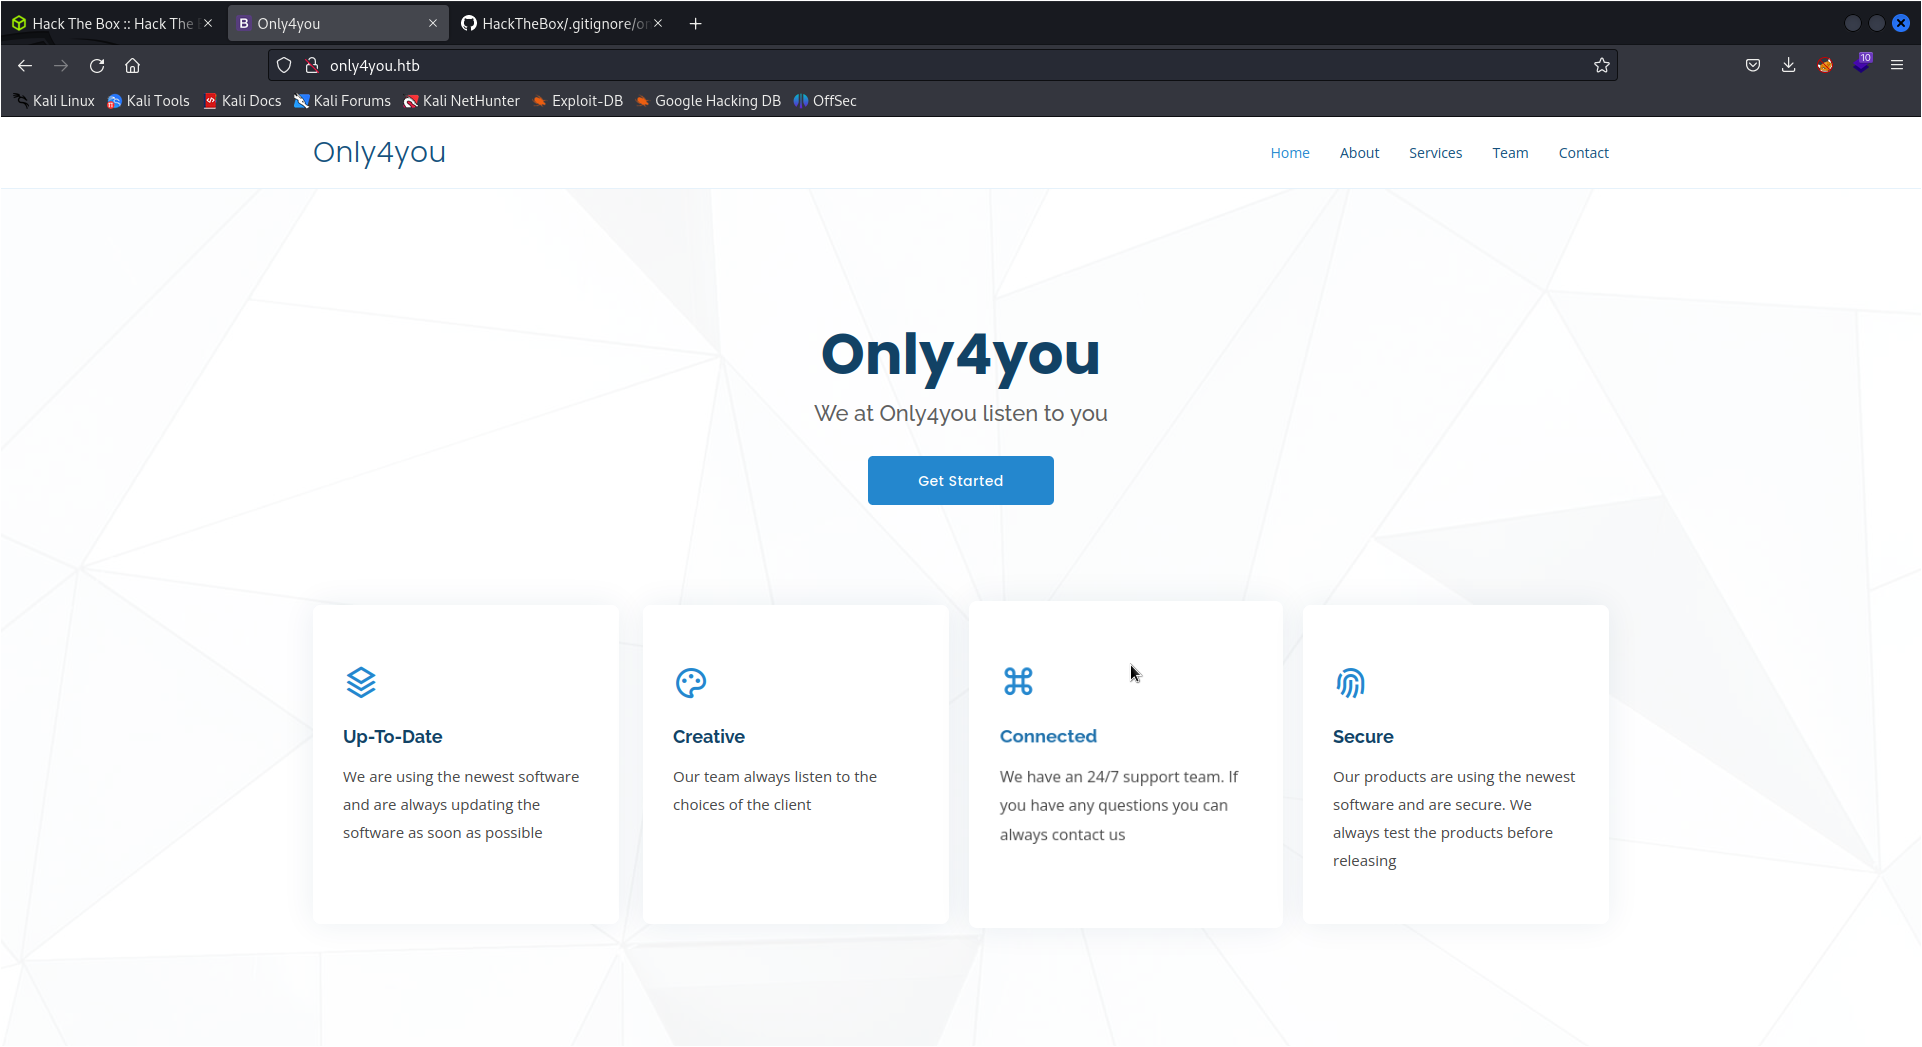 Hack The Box :: Hack The
Only4you
HackTheBox/.gitignore/o
only4you.htb
10
Kali Linux
Kali Tools
Kali Docs
Kali Forums
Kali NetHunter
Exploit-DB
Google Hacking DB
OffSec
Only4you
Home
About
Services
Team
Contact
Only4you
We at Only4you listen to you
Get Started
Up-To-Date
We are using the newest software
and are always updating the
software as soon as possible
Creative
Our team always listen to the
choices of the client
Connected
We have an 24/7 support team. If
you have any questions you can
always contact us
Secure
Our products are using the newest
software and are secure. We
always test the products before
releasing